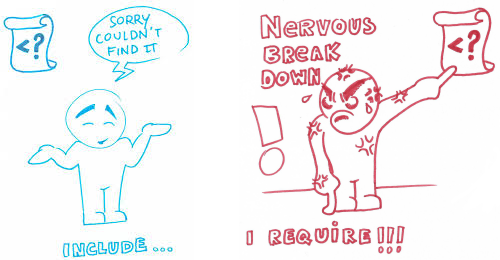 <?
SORRY
COULDN'T
FIND IT
INCLUDE...
NERVOUS
BREAK
DOWN
<?
!
I REQUIRE!!!